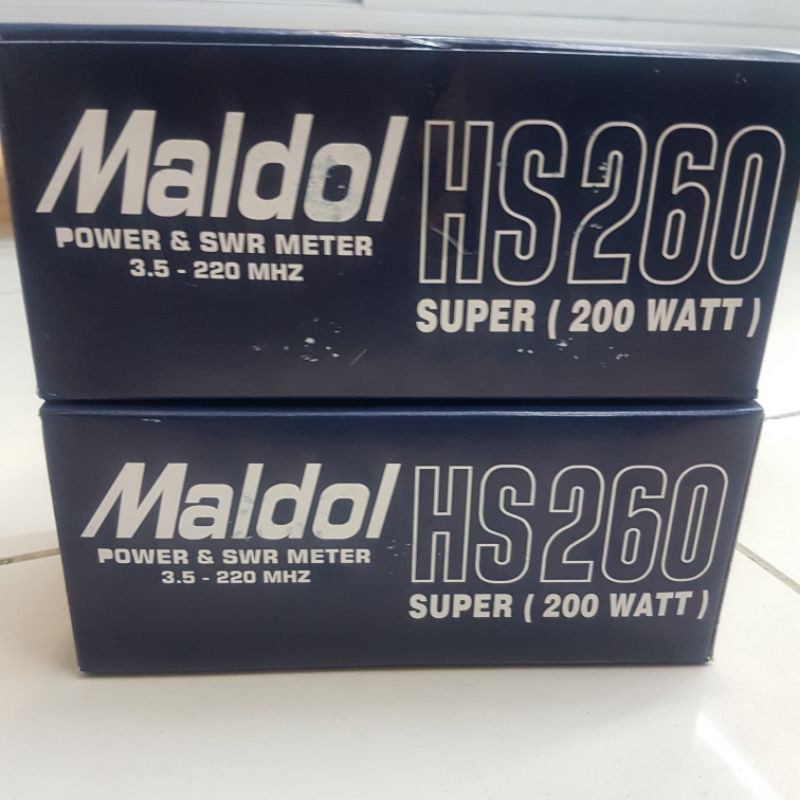 Maldol HS260
POWER & SWR METER
3.5 - 220 MHZ
SUPER ( 200 WATT )
Maldol HS260
POWER & SWR METER
3.5 - 220 MHZ
SUPER ( 200 WATT )